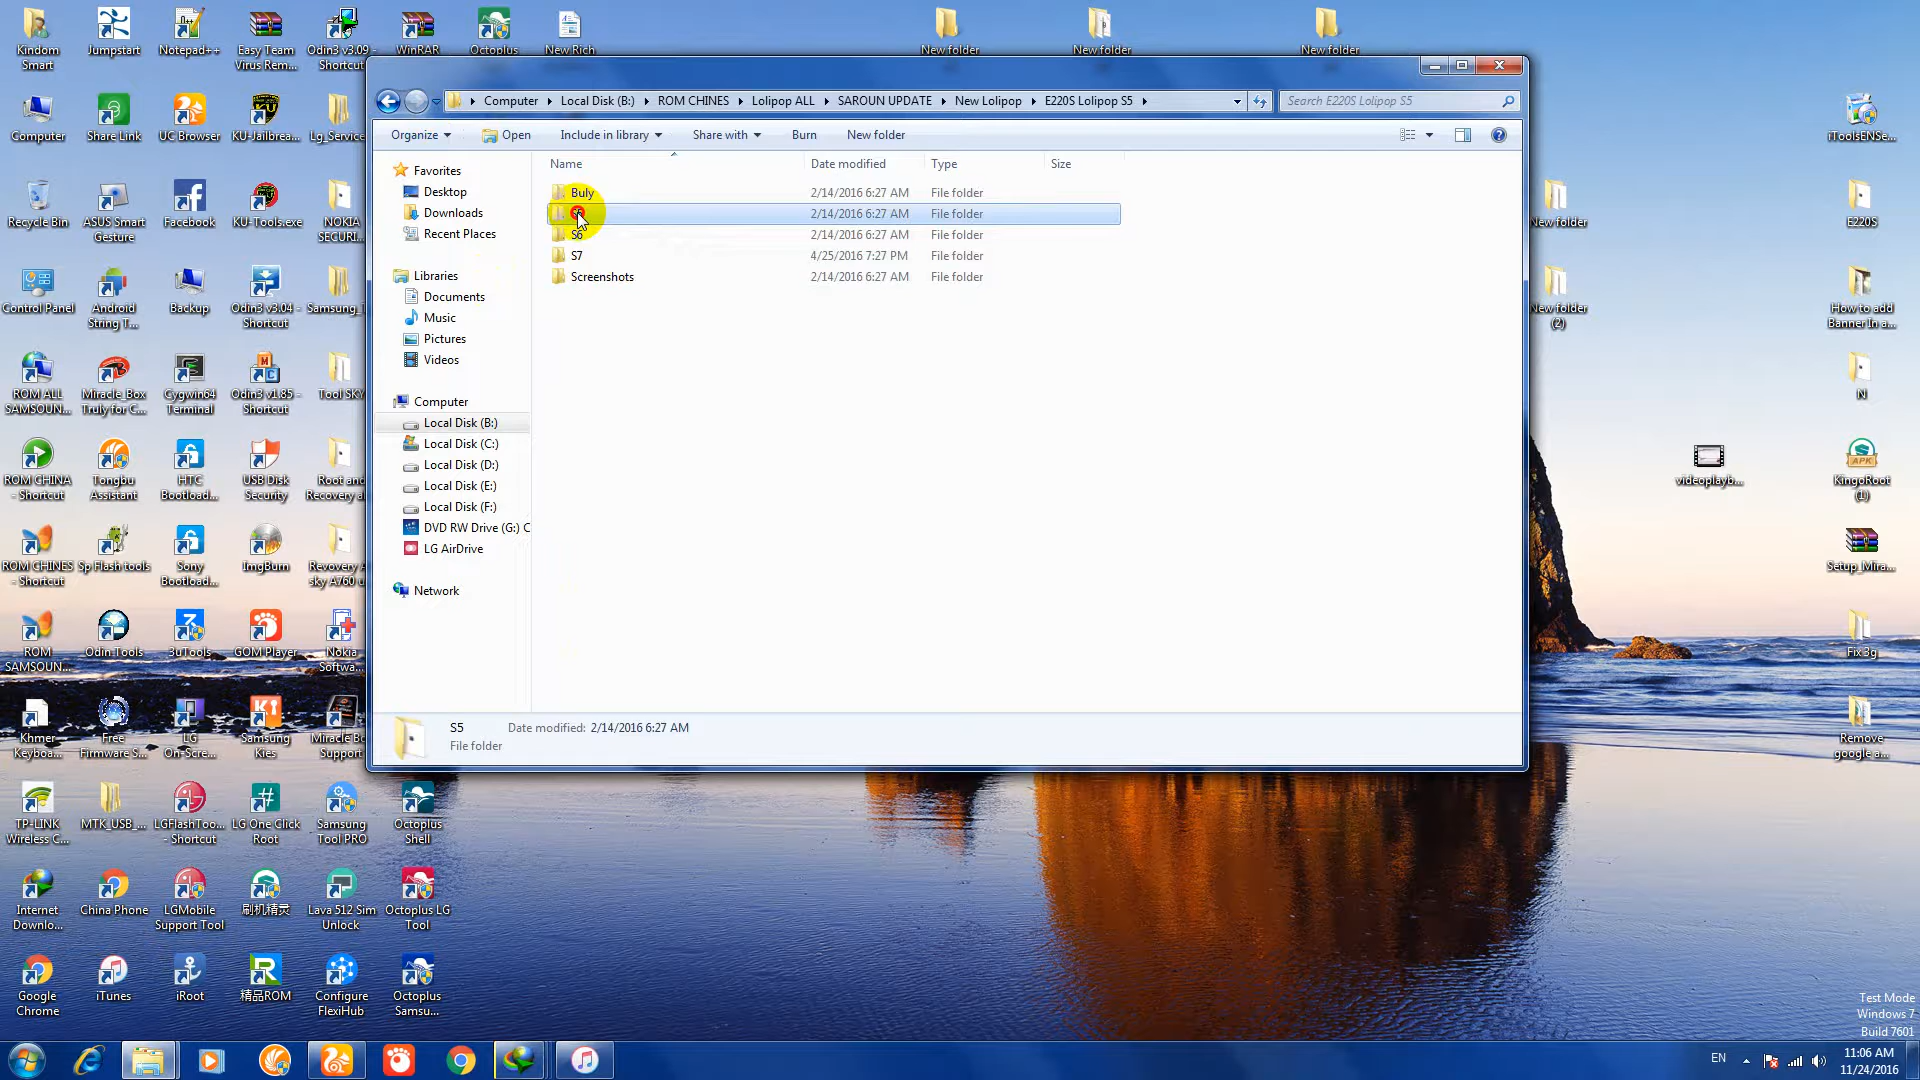 Kindom
Smart
Jumpstart
Notepad++
Easy Team
Virus Rem...
Odin3 v3.09 -
Shortcut
WinRAR
Octoplus
New Rich
New folder
New folder
New folder
Computer
Local Disk (B:)
ROM CHINES
Lolipop ALL
SAROUN UPDATE
New Lolipop
E220S Lolipop S5
Search E220S Lolipop S5
Organize
Open
Include in library
Share with
Burn
New folder
Name
Date modified
Type
Size
Buly
2/14/2016 6:27 AM
File folder
2/14/2016 6:27 AM
File folder
S6
2/14/2016 6:27 AM
File folder
S7
4/25/2016 7:27 PM
File folder
Screenshots
2/14/2016 6:27 AM
File folder
Favorites
Desktop
Downloads
Recent Places
Libraries
Documents
Music
Pictures
Videos
Computer
Local Disk (B:)
Local Disk (C:)
Local Disk (D:)
Local Disk (E:)
Local Disk (F:)
DVD RW Drive (G:) C
LG AirDrive
Network
S5
Date modified: 2/14/2016 6:27 AM
File folder
Computer
Share Link
UC Browser
KU-Jailbrea...
Lg_Service
Recycle Bin
ASUS Smart
Gesture
Facebook
KU-Tools.exe
NOKIA
SECURI...
Control Panel
Android
String T...
Backup
Odin3 v3.04 -
Shortcut
Samsung_
ROM ALL
SAMSOUN...
Miracle_Box
Truly for C...
Cygwin64
Terminal
Odin3 v1.85 -
Shortcut
Tool SKY
ROM CHINA
- Shortcut
Tongbu
Assistant
HTC
Bootload...
USB Disk
Security
Root and
Recovery a
ROM CHINES
- Shortcut
Sp Flash tools
Sony
Bootload...
ImgBurn
Revovery A
sky A760 u
ROM
SAMSOUN...
Odin Tools
3uTools
GOM Player
Nokia
Softwa...
Khmer
Keyboa...
Free
Firmware S...
LG
On-Scre...
Samsung
Kies
Miracle Bo
Support
TP-LINK
Wireless C...
MTK_USB_...
LGFlashToo...
- Shortcut
LG One Click
Root
Samsung
Tool PRO
Octoplus
Shell
Internet
Downlo...
China Phone
LGMobile
Support Tool
刷机精灵
Lava 512 Sim
Unlock
Octoplus LG
Tool
Google
Chrome
iTunes
iRoot
精品ROM
Configure
FlexiHub
Octoplus
Samsu...
iToolsENSe...
New folder
E220S
New folder
(2)
How to add
Banner In a...
N
videoplayb...
APK
KingoRoot
(1)
Setup_Mira...
Fix 3g
Remove
google a...
Test Mode
Windows 7
Build 7601
EN
11:06 AM
11/24/2016